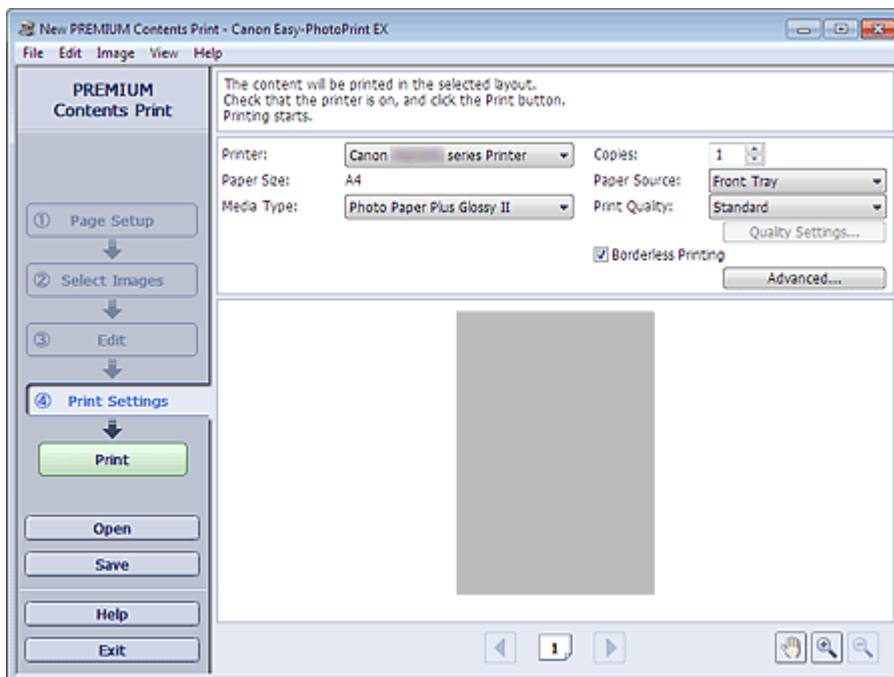 New PREMIUM Contents Print - Canon Easy-PhotoPrint EX
File Edit Image View Help
PREMIUM
Contents Print
① Page Setup
② Select Images
③ Edit
④ Print Settings
Print
Open
Save
Help
Exit
The content will be printed in the selected layout.
Check that the printer is on, and click the Print button.
Printing starts.
Printer: Canon series Printer Copies: 1
Paper Size: A4 Paper Source: Front Tray
Media Type: Photo Paper Plus Glossy II Print Quality: Standard
Quality Settings...
Borderless Printing
Advanced...
1